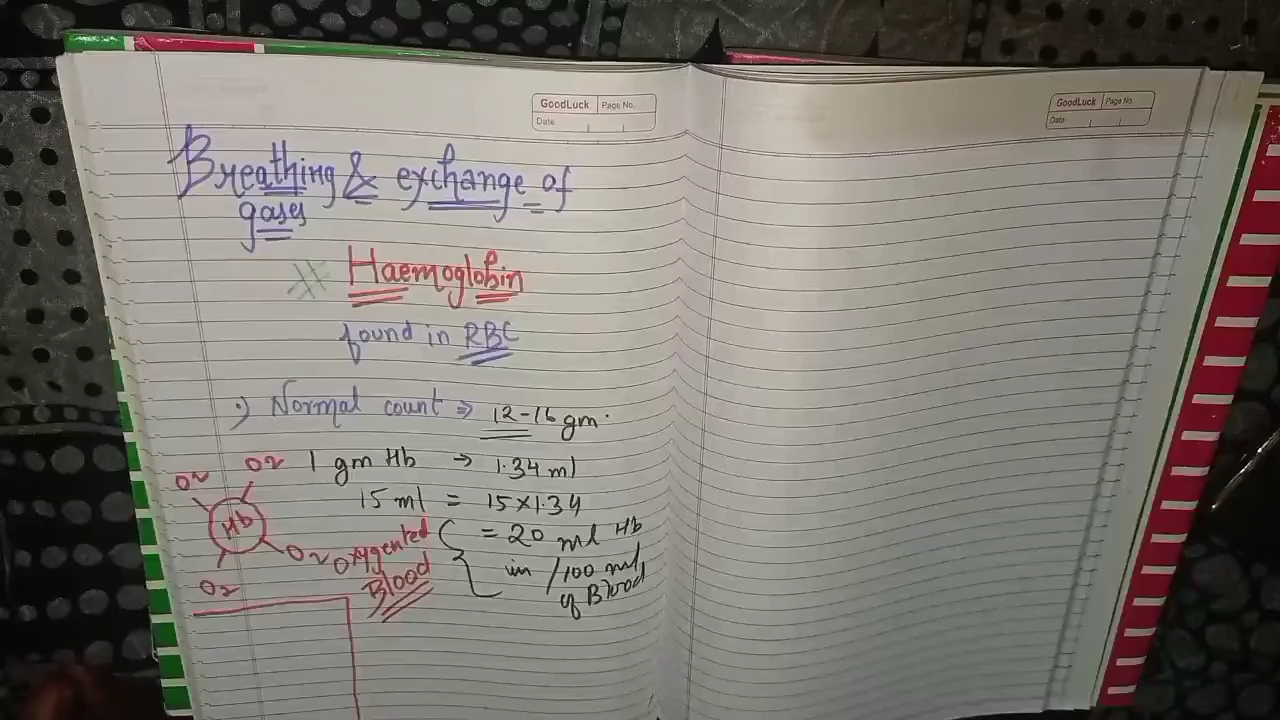 GoodLuck Page No.
Date
GoodLuck Page No.
Date
Breathing & exchange of
gases
Haemoglobin
found in RBC
Normal count ⇒ 12-16 gm.
1 gm Hb → 1.34 ml
15 ml = 15×1.34
= 20 ml Hb
in /100 ml
of Blood
Oxygented
Blood
O2 O2
Hb
O2
O2